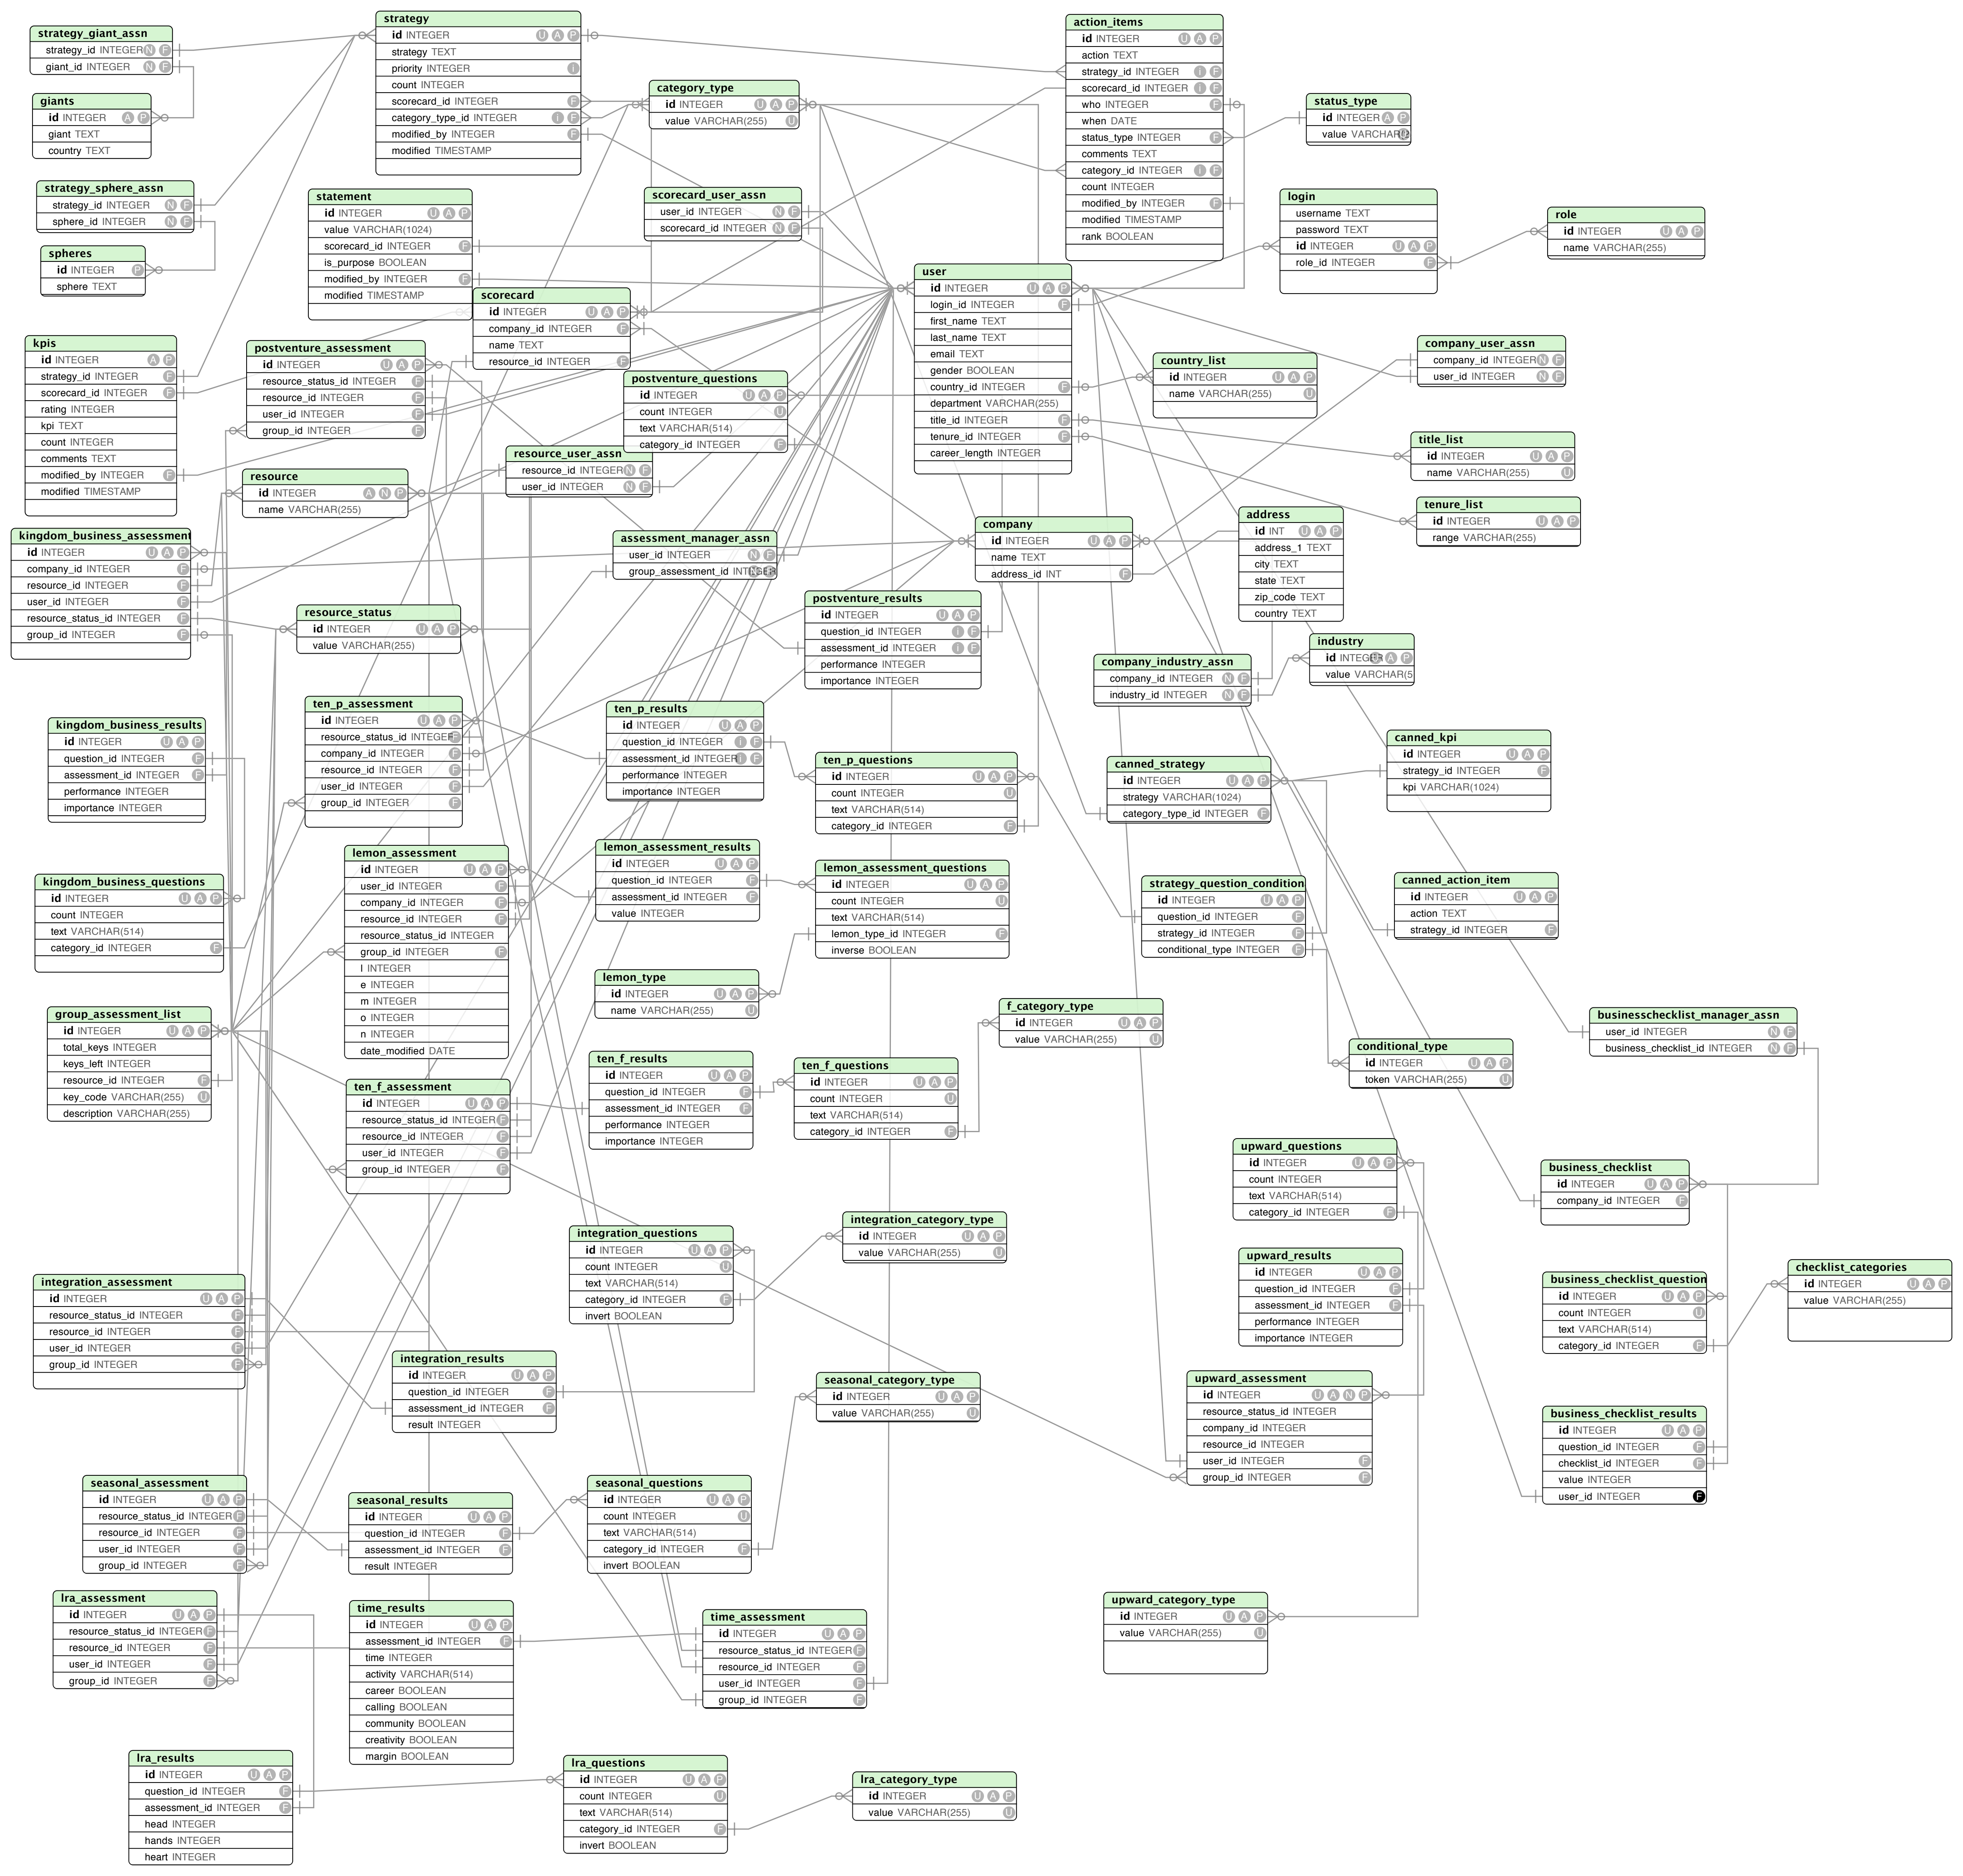 strategy_giant_assn
strategy_id INTEGER N F
giant_id INTEGER N F
giants
id INTEGER A P
giant TEXT
country TEXT
strategy_sphere_assn
strategy_id INTEGER N F
sphere_id INTEGER N F
spheres
id INTEGER P
sphere TEXT
strategy
id INTEGER U A P
strategy TEXT
priority INTEGER i
count INTEGER
scorecard_id INTEGER F
category_type_id INTEGER i F
modified_by INTEGER F
modified TIMESTAMP
category_type
id INTEGER U A P
value VARCHAR(255) U
action_items
id INTEGER U A P
action TEXT
strategy_id INTEGER i F
scorecard_id INTEGER i F
who INTEGER F
when DATE
status_type INTEGER F
comments TEXT
category_id INTEGER i F
count INTEGER
modified_by INTEGER F
modified TIMESTAMP
rank BOOLEAN
status_type
id INTEGER A P
value
login
username TEXT
password TEXT
id INTEGER U A P
role_id INTEGER F
role
id INTEGER U A P
name VARCHAR(255)
statement
id INTEGER U A P
value VARCHAR(1024)
scorecard_id INTEGER F
is_purpose BOOLEAN
modified_by INTEGER F
modified TIMESTAMP
scorecard_user_assn
user_id INTEGER N F
scorecard_id INTEGER N F
scorecard
id INTEGER U A P
company_id INTEGER F
name TEXT
resource_id INTEGER F
user
id INTEGER U A P
login_id INTEGER F
first_name TEXT
last_name TEXT
email TEXT
gender BOOLEAN
country_id INTEGER F
department VARCHAR(255)
title_id INTEGER F
tenure_id INTEGER F
career_length INTEGER
country_list
id INTEGER U A P
name VARCHAR(255) U
company_user_assn
company_id INTEGER N F
user_id INTEGER N F
title_list
id INTEGER U A P
name VARCHAR(255) U
tenure_list
id INTEGER U A P
range VARCHAR(255)
kpis
id INTEGER A P
strategy_id INTEGER F
scorecard_id INTEGER F
rating INTEGER
kpi TEXT
count INTEGER
comments TEXT
modified_by INTEGER F
modified TIMESTAMP
postventure_assessment
id INTEGER U A P
resource_status_id INTEGER F
resource_id INTEGER F
user_id INTEGER F
group_id INTEGER F
postventure_questions
id INTEGER U A P
count INTEGER U
text VARCHAR(514)
category_id INTEGER F
resource_user_assn
resource_id INTEGER N F
user_id INTEGER N F
resource
id INTEGER A N P
name VARCHAR(255)
kingdom_business_assessment
id INTEGER U A P
company_id INTEGER F
resource_id INTEGER F
user_id INTEGER F
resource_status_id INTEGER F
group_id INTEGER F
assessment_manager_assn
user_id INTEGER N F
group_assessment_id
company
id INTEGER U A P
name TEXT
address_id INT F
address
id INT U A P
address_1 TEXT
city TEXT
state TEXT
zip_code TEXT
country TEXT
industry
id INTEGER A P
value VARCHAR(5
resource_status
id INTEGER U A P
value VARCHAR(255)
postventure_results
id INTEGER U A P
question_id INTEGER i F
assessment_id INTEGER i F
performance INTEGER
importance INTEGER
company_industry_assn
company_id INTEGER N F
industry_id INTEGER N F
kingdom_business_results
id INTEGER U A P
question_id INTEGER F
assessment_id INTEGER F
performance INTEGER
importance INTEGER
ten_p_assessment
id INTEGER U A P
resource_status_id INTEGER F
company_id INTEGER F
resource_id INTEGER F
user_id INTEGER F
group_id INTEGER F
ten_p_results
id INTEGER U A P
question_id INTEGER i F
assessment_id INTEGER i F
performance INTEGER
importance INTEGER
ten_p_questions
id INTEGER U A P
count INTEGER U
text VARCHAR(514)
category_id INTEGER F
canned_strategy
id INTEGER U A P
strategy VARCHAR(1024)
category_type_id INTEGER F
canned_kpi
id INTEGER U A P
strategy_id INTEGER F
kpi VARCHAR(1024)
kingdom_business_questions
id INTEGER U A P
count INTEGER
text VARCHAR(514)
category_id INTEGER F
lemon_assessment
id INTEGER U A P
user_id INTEGER F
company_id INTEGER F
resource_id INTEGER F
resource_status_id INTEGER
group_id INTEGER F
l INTEGER
e INTEGER
m INTEGER
o INTEGER
n INTEGER
date_modified DATE
lemon_assessment_results
id INTEGER U A P
question_id INTEGER F
assessment_id INTEGER F
value INTEGER
lemon_assessment_questions
id INTEGER U A P
count INTEGER U
text VARCHAR(514)
lemon_type_id INTEGER F
inverse BOOLEAN
strategy_question_condition
id INTEGER U A P
question_id INTEGER F
strategy_id INTEGER F
conditional_type INTEGER F
canned_action_item
id INTEGER U A P
action TEXT
strategy_id INTEGER F
lemon_type
id INTEGER U A P
name VARCHAR(255) U
f_category_type
id INTEGER U A P
value VARCHAR(255) U
businesschecklist_manager_assn
user_id INTEGER N F
business_checklist_id INTEGER N F
group_assessment_list
id INTEGER U A P
total_keys INTEGER
keys_left INTEGER
resource_id INTEGER F
key_code VARCHAR(255) U
description VARCHAR(255)
ten_f_assessment
id INTEGER U A P
resource_status_id INTEGER F
resource_id INTEGER F
user_id INTEGER F
group_id INTEGER F
ten_f_results
id INTEGER U A P
question_id INTEGER F
assessment_id INTEGER F
performance INTEGER
importance INTEGER
ten_f_questions
id INTEGER U A P
count INTEGER U
text VARCHAR(514)
category_id INTEGER F
conditional_type
id INTEGER U A P
token VARCHAR(255) U
upward_questions
id INTEGER U A P
count INTEGER
text VARCHAR(514)
category_id INTEGER F
business_checklist
id INTEGER U A P
company_id INTEGER F
integration_questions
id INTEGER U A P
count INTEGER U
text VARCHAR(514)
category_id INTEGER F
invert BOOLEAN
integration_category_type
id INTEGER U A P
value VARCHAR(255) U
upward_results
id INTEGER U A P
question_id INTEGER F
assessment_id INTEGER F
performance INTEGER
importance INTEGER
business_checklist_question
id INTEGER U A P
count INTEGER U
text VARCHAR(514)
category_id INTEGER F
checklist_categories
id INTEGER U A P
value VARCHAR(255)
integration_assessment
id INTEGER U A P
resource_status_id INTEGER F
resource_id INTEGER F
user_id INTEGER F
group_id INTEGER F
integration_results
id INTEGER U A P
question_id INTEGER F
assessment_id INTEGER F
result INTEGER
seasonal_category_type
id INTEGER U A P
value VARCHAR(255) U
upward_assessment
id INTEGER U A N P
resource_status_id INTEGER
company_id INTEGER
resource_id INTEGER
user_id INTEGER F
group_id INTEGER F
business_checklist_results
id INTEGER U A P
question_id INTEGER F
checklist_id INTEGER F
value INTEGER
user_id INTEGER F
seasonal_assessment
id INTEGER U A P
resource_status_id INTEGER F
resource_id INTEGER F
user_id INTEGER F
group_id INTEGER F
seasonal_results
id INTEGER U A P
question_id INTEGER F
assessment_id INTEGER F
result INTEGER
seasonal_questions
id INTEGER U A P
count INTEGER U
text VARCHAR(514)
category_id INTEGER F
invert BOOLEAN
lra_assessment
id INTEGER U A P
resource_status_id INTEGER F
resource_id INTEGER F
user_id INTEGER F
group_id INTEGER F
time_results
id INTEGER U A P
assessment_id INTEGER F
time INTEGER
activity VARCHAR(514)
career BOOLEAN
calling BOOLEAN
community BOOLEAN
creativity BOOLEAN
margin BOOLEAN
time_assessment
id INTEGER U A P
resource_status_id INTEGER F
resource_id INTEGER F
user_id INTEGER F
group_id INTEGER F
upward_category_type
id INTEGER U A P
value VARCHAR(255) U
lra_results
id INTEGER U A P
question_id INTEGER F
assessment_id INTEGER F
head INTEGER
hands INTEGER
heart INTEGER
lra_questions
id INTEGER U A P
count INTEGER U
text VARCHAR(514)
category_id INTEGER F
invert BOOLEAN
lra_category_type
id INTEGER U A P
value VARCHAR(255) U